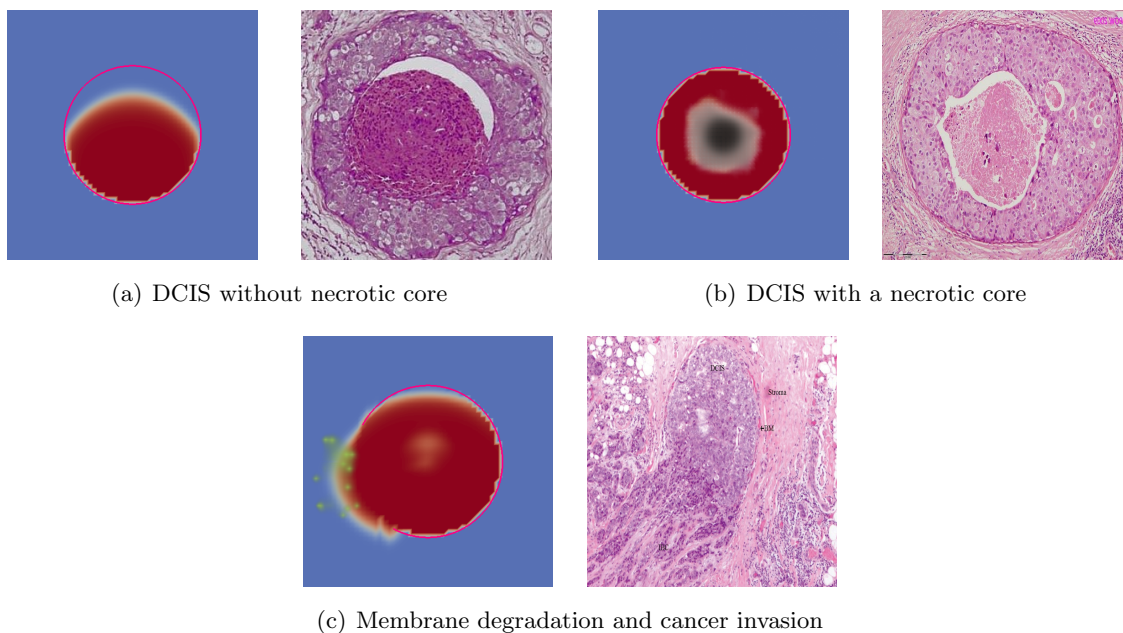 (a) DCIS without necrotic core
(b) DCIS with a necrotic core
DCIS
Stroma
BM
(c) Membrane degradation and cancer invasion